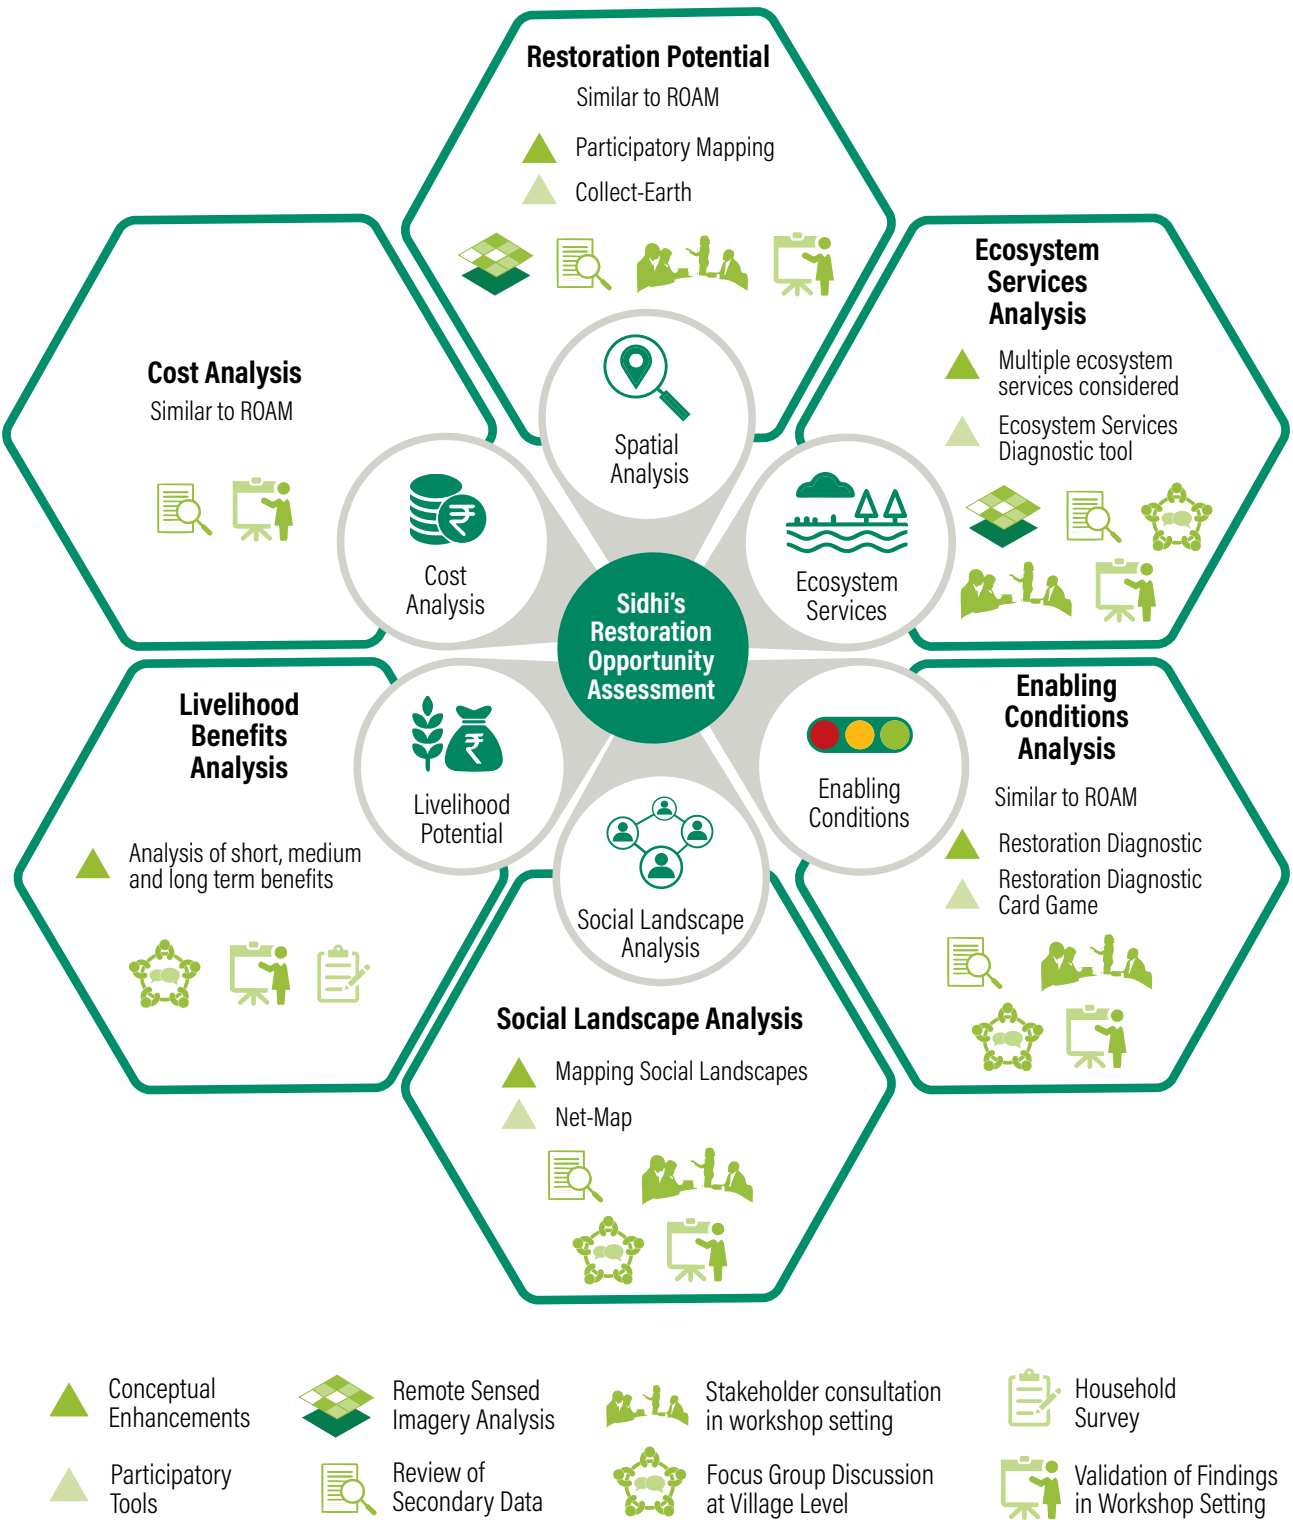 Restoration Potential
Similar to ROAM
Participatory Mapping
Collect-Earth
Spatial
Analysis
Ecosystem
Services
Analysis
Multiple ecosystem
services considered
Ecosystem Services
Diagnostic tool
Ecosystem
Services
Cost Analysis
Similar to ROAM
₹
Cost
Analysis
Sidhi's
Restoration
Opportunity
Assessment
Livelihood
Benefits
Analysis
Analysis of short, medium
and long term benefits
₹
Livelihood
Potential
Enabling
Conditions
Enabling
Conditions
Analysis
Similar to ROAM
Restoration Diagnostic
Restoration Diagnostic
Card Game
Social Landscape
Analysis
Social Landscape Analysis
Mapping Social Landscapes
Net-Map
Conceptual
Enhancements
Participatory
Tools
Remote Sensed
Imagery Analysis
Review of
Secondary Data
Stakeholder consultation
in workshop setting
Focus Group Discussion
at Village Level
Household
Survey
Validation of Findings
in Workshop Setting